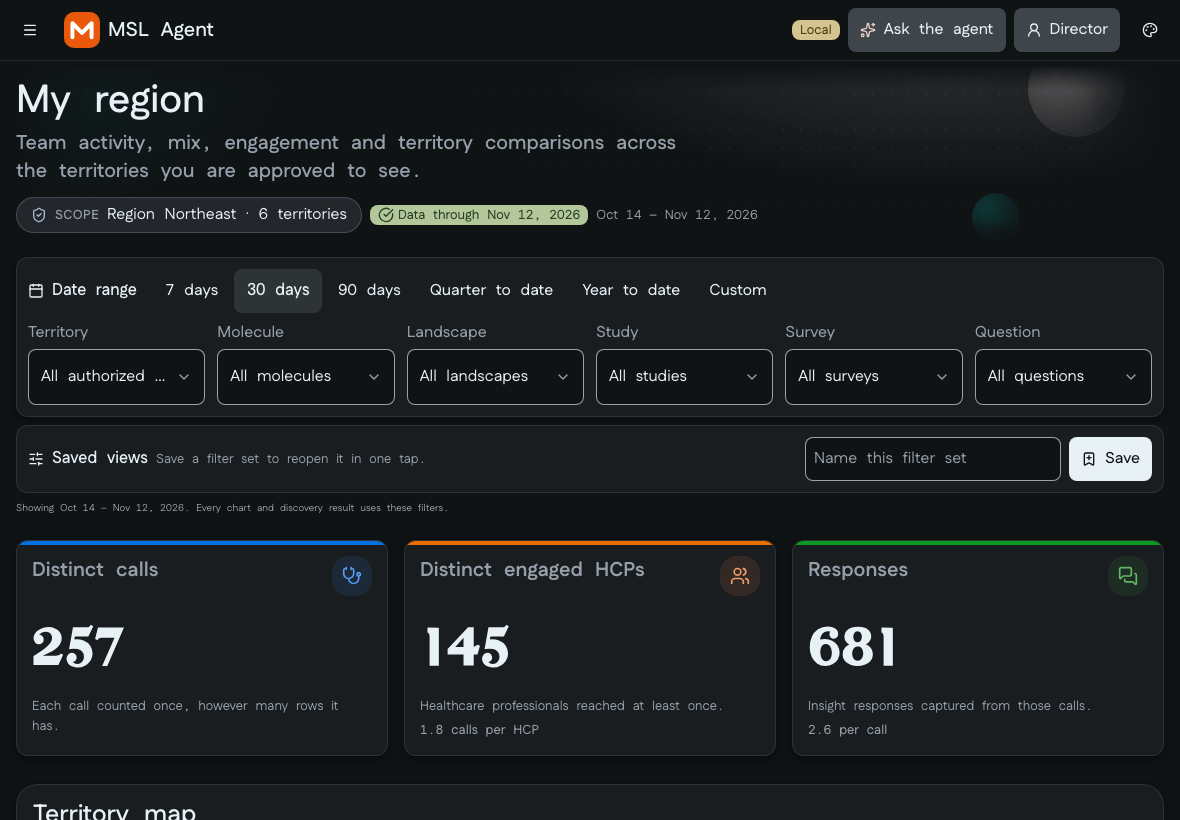 MSL Agent
Local
Ask the agent
Director
My region
Team activity, mix, engagement and territory comparisons across
the territories you are approved to see.
SCOPE Region Northeast · 6 territories
Data through Nov 12, 2026
Oct 14 – Nov 12, 2026
Date range
7 days
30 days
90 days
Quarter to date
Year to date
Custom
Territory
Molecule
Landscape
Study
Survey
Question
All authorized ...
All molecules
All landscapes
All studies
All surveys
All questions
Saved views
Save a filter set to reopen it in one tap.
Name this filter set
Save
Showing Oct 14 – Nov 12, 2026. Every chart and discovery result uses these filters.
Distinct calls
257
Each call counted once, however many rows it
has.
Distinct engaged HCPs
145
Healthcare professionals reached at least once.
1.8 calls per HCP
Responses
681
Insight responses captured from those calls.
2.6 per call
Territory map